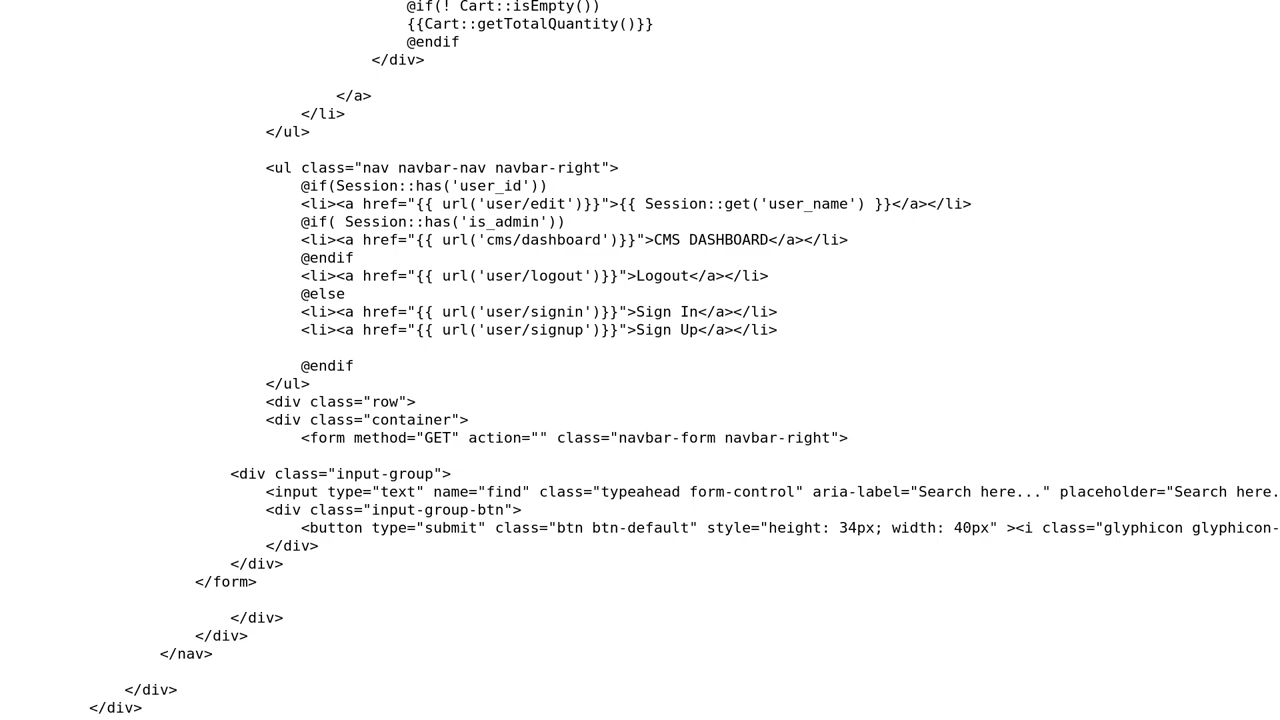 @if(! Cart::isEmpty())
{{Cart::getTotalQuantity()}}
@endif
</div>
</a>
</li>
</ul>
<ul class="nav navbar-nav navbar-right">
@if(Session::has('user_id'))
<li><a href="{{ url('user/edit')}}">{{ Session::get('user_name') }}</a></li>
@if( Session::has('is_admin'))
<li><a href="{{ url('cms/dashboard')}}">CMS DASHBOARD</a></li>
@endif
<li><a href="{{ url('user/logout')}}">Logout</a></li>
@else
<li><a href="{{ url('user/signin')}}">Sign In</a></li>
<li><a href="{{ url('user/signup')}}">Sign Up</a></li>
@endif
</ul>
<div class="row">
<div class="container">
<form method="GET" action="" class="navbar-form navbar-right">
<div class="input-group">
<input type="text" name="find" class="typeahead form-control" aria-label="Search here..." placeholder="Search here.
<div class="input-group-btn">
<button type="submit" class="btn btn-default" style="height: 34px; width: 40px" ><i class="glyphicon glyphicon-
</div>
</div>
</form>
</div>
</div>
</nav>
</div>
</div>